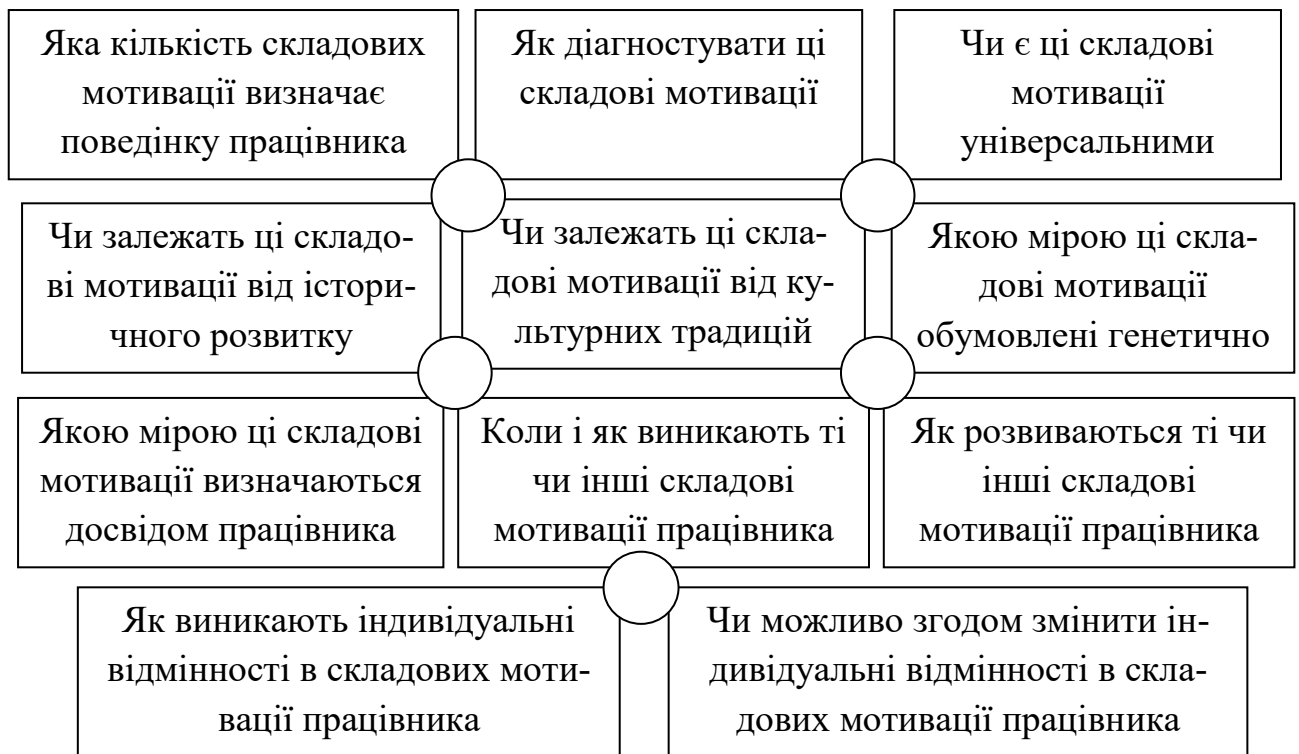 Яка кількість складових
мотивації визначає
поведінку працівника
Як діагностувати ці
складові мотивації
Чи є ці складові
мотивації
універсальними
Чи залежать ці складо-
ві мотивації від істори-
чного розвитку
Чи залежать ці скла-
дові мотивації від ку-
льтурних традицій
Якою мірою ці скла-
дові мотивації
обумовлені генетично
Якою мірою ці складові
мотивації визначаються
досвідом працівника
Коли і як виникають ті
чи інші складові
мотивації працівника
Як розвиваються ті чи
інші складові
мотивації працівника
Як виникають індивідуальні
відмінності в складових моти-
вації працівника
Чи можливо згодом змінити ін-
дивідуальні відмінності в скла-
дових мотивації працівника